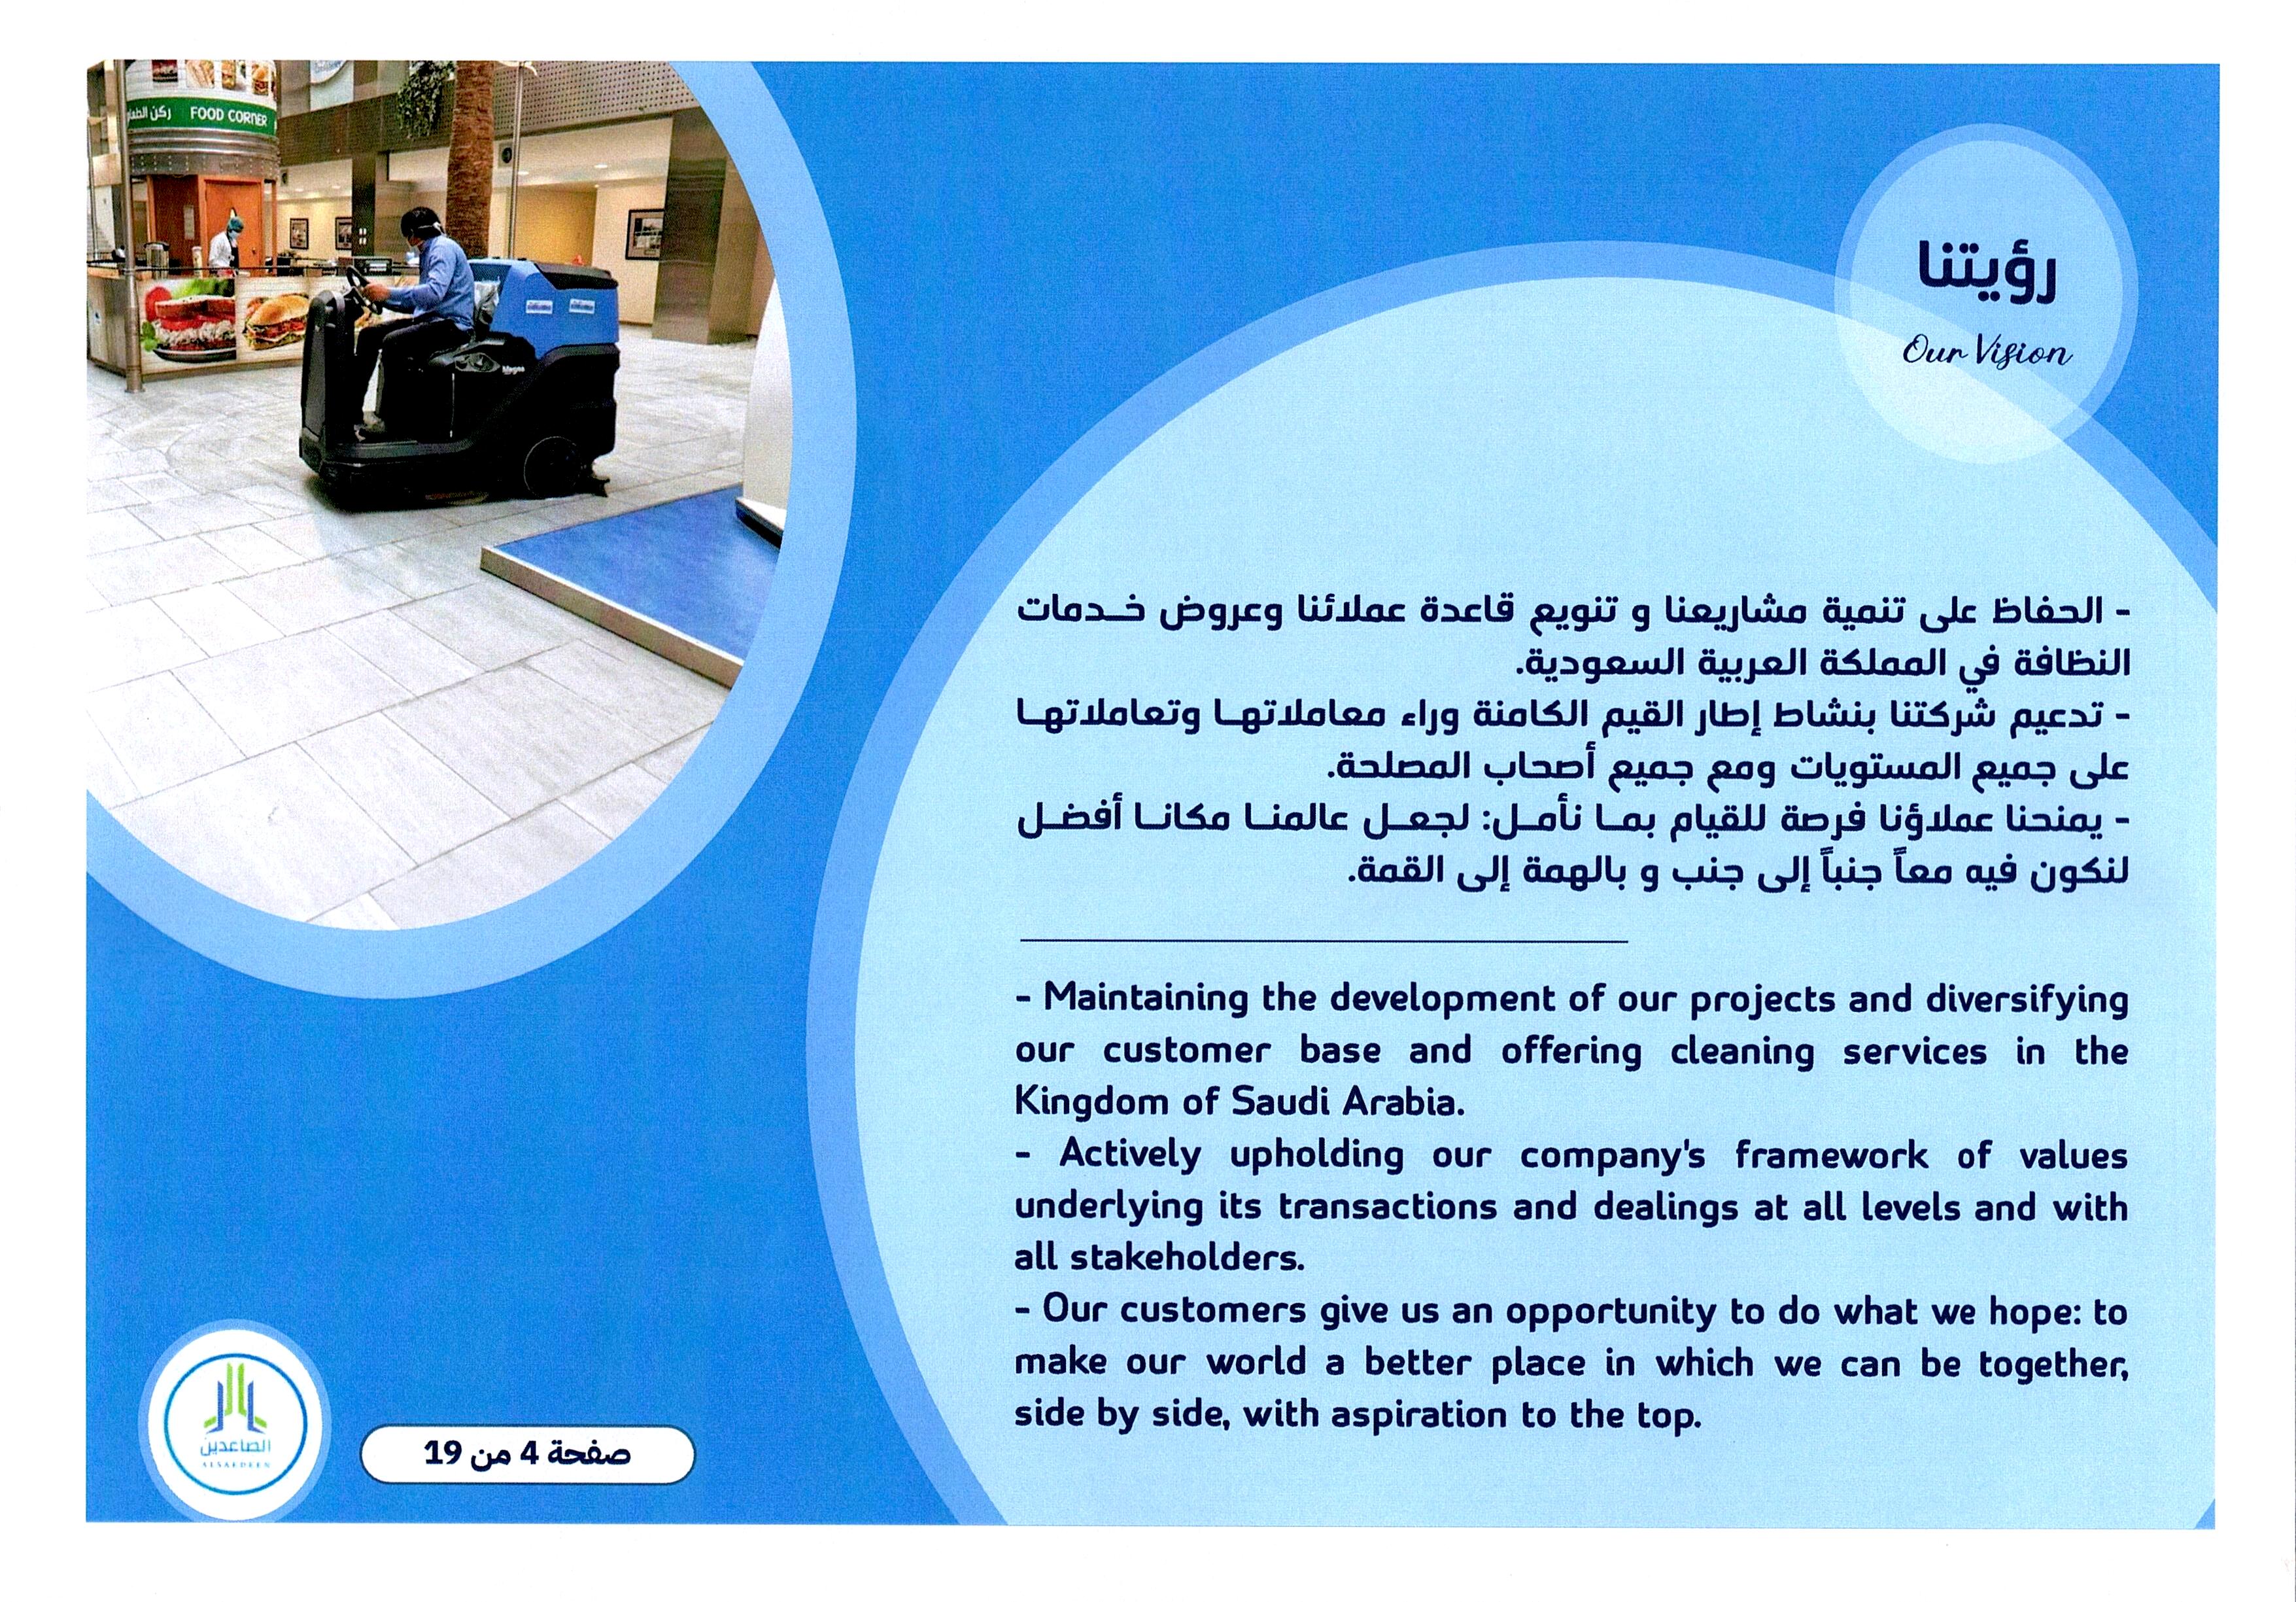 ركن الطعام FOOD CORNER
رؤيتنا
Our Vision
Megas
- الحفاظ على تنمية مشاريعنا و تنويع قاعدة عملائنا وعروض خدمات
النظافة في المملكة العربية السعودية.
- تدعيم شركتنا بنشاط إطار القيم الكامنة وراء معاملاتها وتعاملاتها
على جميع المستويات ومع جميع أصحاب المصلحة.
- يمنحنا عملاؤنا فرصة للقيام بما نأمل: لجعل عالمنا مكانا أفضل
لنكون فيه معاً جنباً إلى جنب و بالهمة إلى القمة.
- Maintaining the development of our projects and diversifying
our customer base and offering cleaning services in the
Kingdom of Saudi Arabia.
- Actively upholding our company's framework of values
underlying its transactions and dealings at all levels and with
all stakeholders.
- Our customers give us an opportunity to do what we hope: to
make our world a better place in which we can be together,
side by side, with aspiration to the top.
الصاعدين
ALSAEDEEN
صفحة 4 من 19